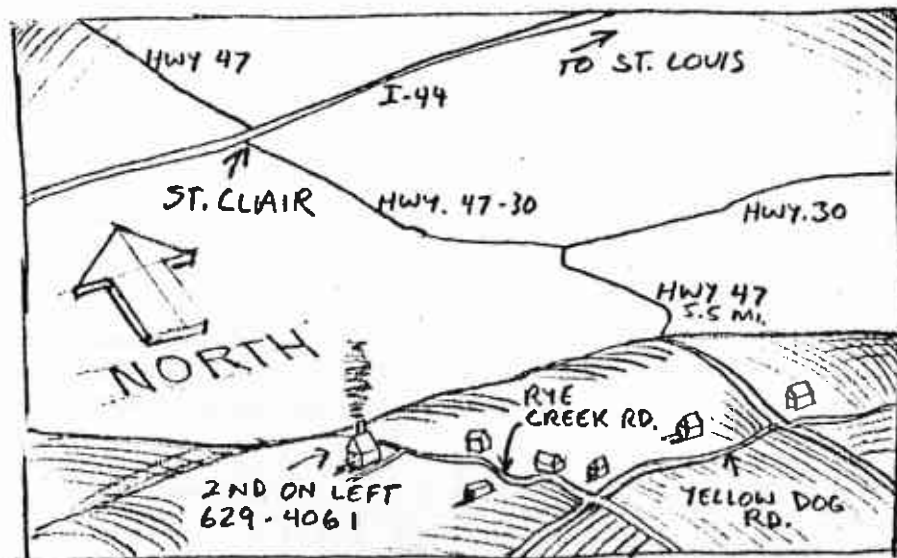 HWY 47
I-44
TO ST. LOUIS
ST. CLAIR
HWY. 47-30
HWY. 30
HWY 47
5.5 MI.
NORTH
RYE
CREEK RD.
2ND ON LEFT
629-4061
YELLOW DOG
RD.